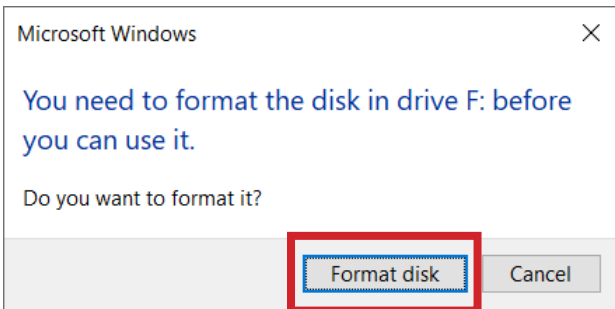 Microsoft Windows
You need to format the disk in drive F: before
you can use it.
Do you want to format it?
Format disk
Cancel